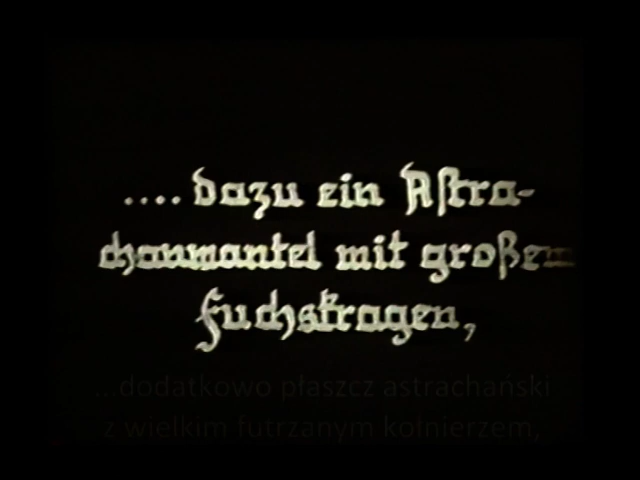 .... dazu ein Astra-
chanmantel mit großem
Fuchskragen,
...dodatkowo płaszcz astrachański
z wielkim futrzanym kołnierzem,